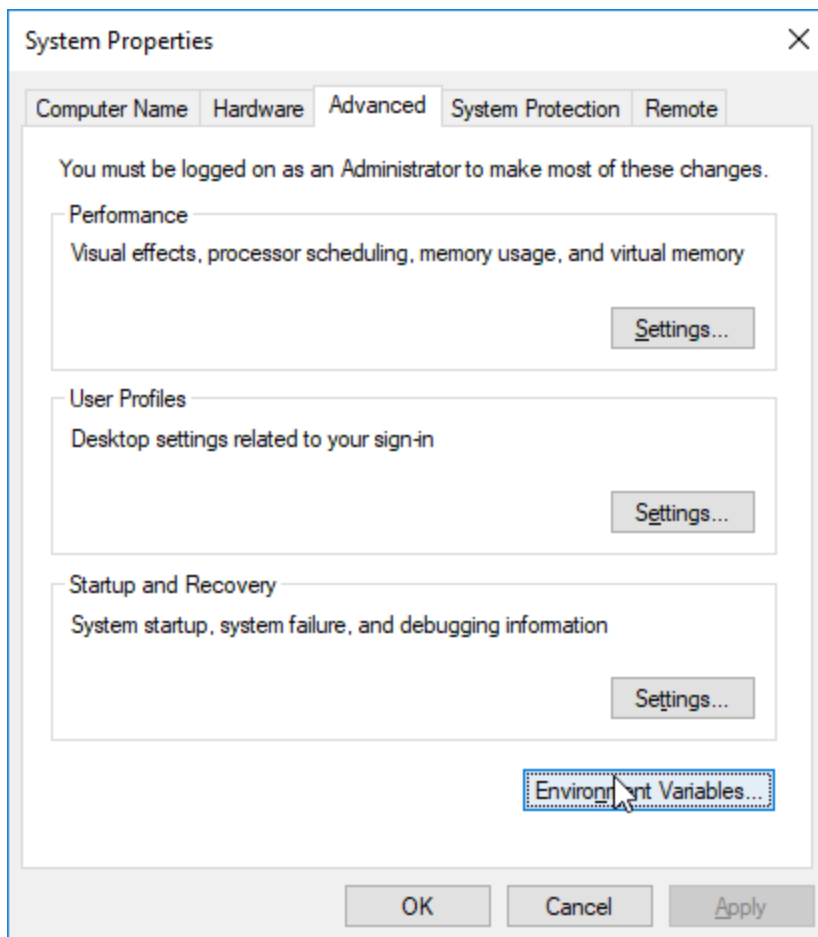 System Properties
Computer Name Hardware Advanced System Protection Remote
You must be logged on as an Administrator to make most of these changes.
Performance
Visual effects, processor scheduling, memory usage, and virtual memory
Settings...
User Profiles
Desktop settings related to your sign-in
Settings...
Startup and Recovery
System startup, system failure, and debugging information
Settings...
Environment Variables...
OK Cancel Apply